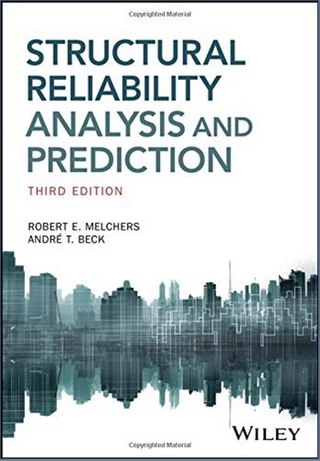 Copyrighted material
STRUCTURAL
RELIABILITY
ANALYSIS AND
PREDICTION
THIRD EDITION
ROBERT E. MELCHERS
ANDRÉ T. BECK
WILEY
Copyrighted material